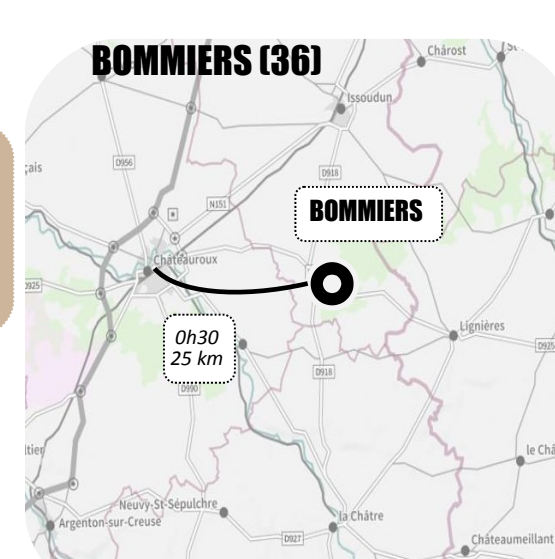 BOMMIERS (36)
Chârost
Issoudun
D956
D918
N151
BOMMIERS
Châteauroux
D925
0h30
25 km
Lignières
D925
D918
D990
le Châ
Neuvy-St-Sépulchre
Argenton-sur-Creuse
la Châtre
D927
Châteaumeillant